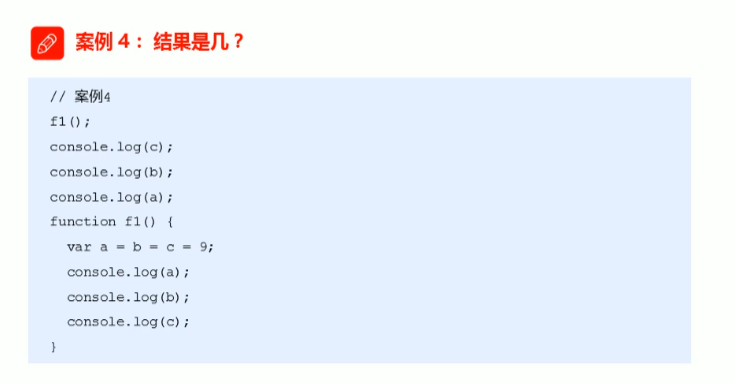 案例 4： 结果是几？
// 案例4
f1();
console.log(c);
console.log(b);
console.log(a);
function f1() {
  var a = b = c = 9;
  console.log(a);
  console.log(b);
  console.log(c);
}